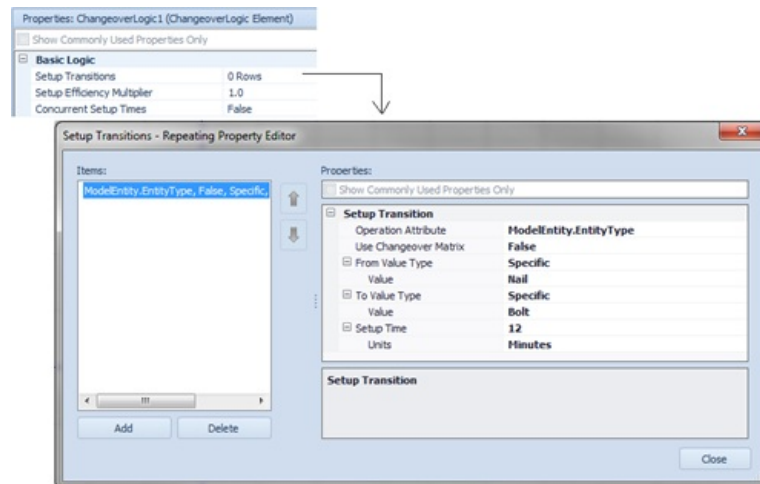 Properties: ChangeoverLogic1 (ChangeoverLogic Element)
Show Commonly Used Properties Only
Basic Logic
Setup Transitions 0 Rows
Setup Efficiency Multiplier 1.0
Concurrent Setup Times False
Setup Transitions - Repeating Property Editor
Items:
ModelEntity.EntityType, False, Specific,
Add Delete
Properties:
Show Commonly Used Properties Only
Setup Transition
Operation Attribute ModelEntity.EntityType
Use Changeover Matrix False
From Value Type Specific
Value Nail
To Value Type Specific
Value Bolt
Setup Time 12
Units Minutes
Setup Transition
Close